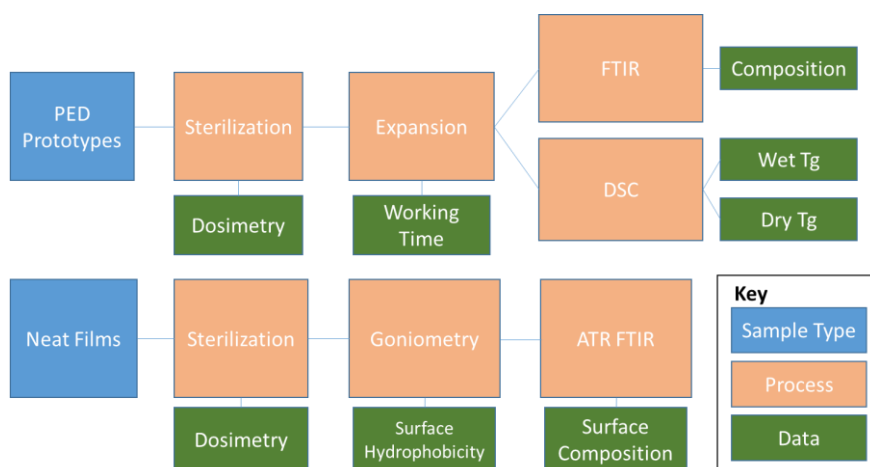 PED
Prototypes
Sterilization
Expansion
FTIR
Composition
DSC
Wet Tg
Dry Tg
Dosimetry
Working
Time
Neat Films
Sterilization
Goniometry
ATR FTIR
Dosimetry
Surface
Hydrophobicity
Surface
Composition
Key
Sample Type
Process
Data